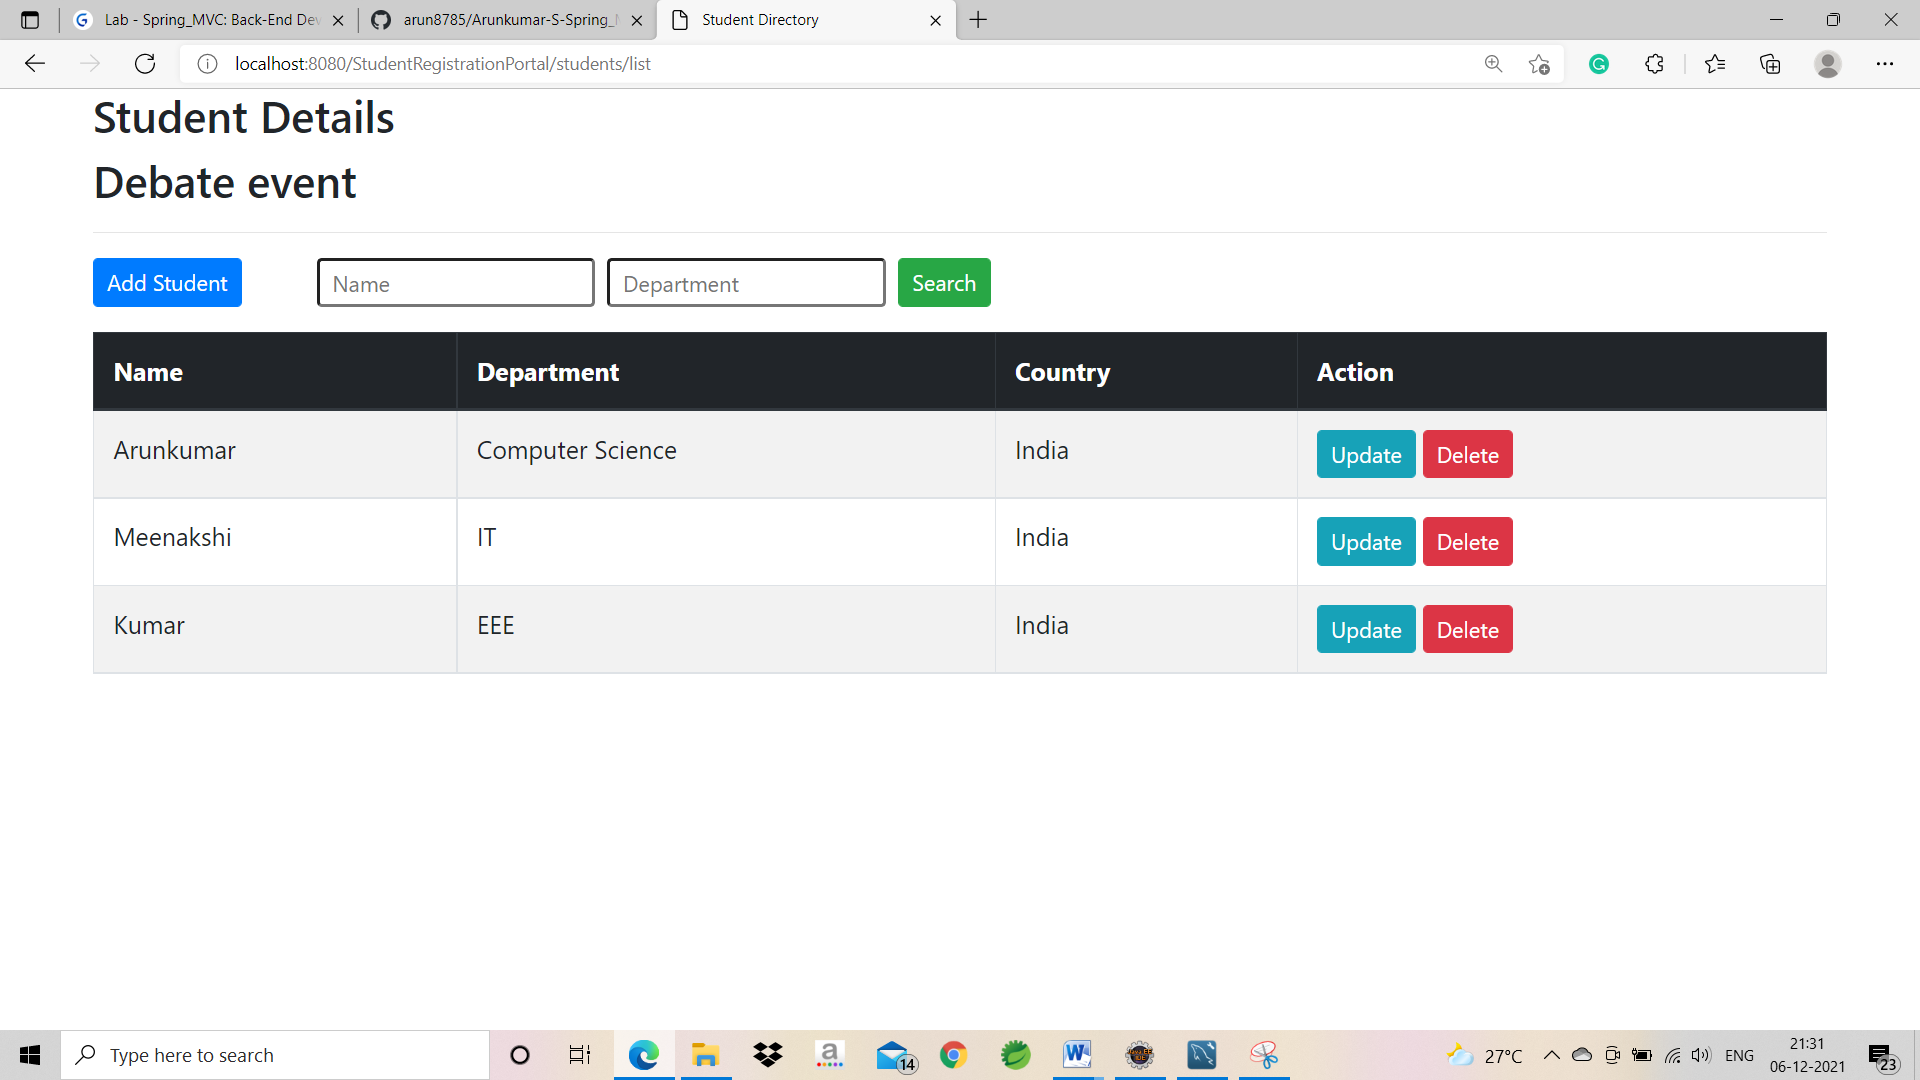 Lab - Spring_MVC: Back-End Dev
arun8785/Arunkumar-S-Spring_M
Student Directory
localhost:8080/StudentRegistrationPortal/students/list
Student Details
Debate event
Add Student Name Department Search
Name Department Country Action
Arunkumar Computer Science India Update Delete
Meenakshi IT India Update Delete
Kumar EEE India Update Delete
Type here to search
14
27°C
ENG
21:31
06-12-2021
23